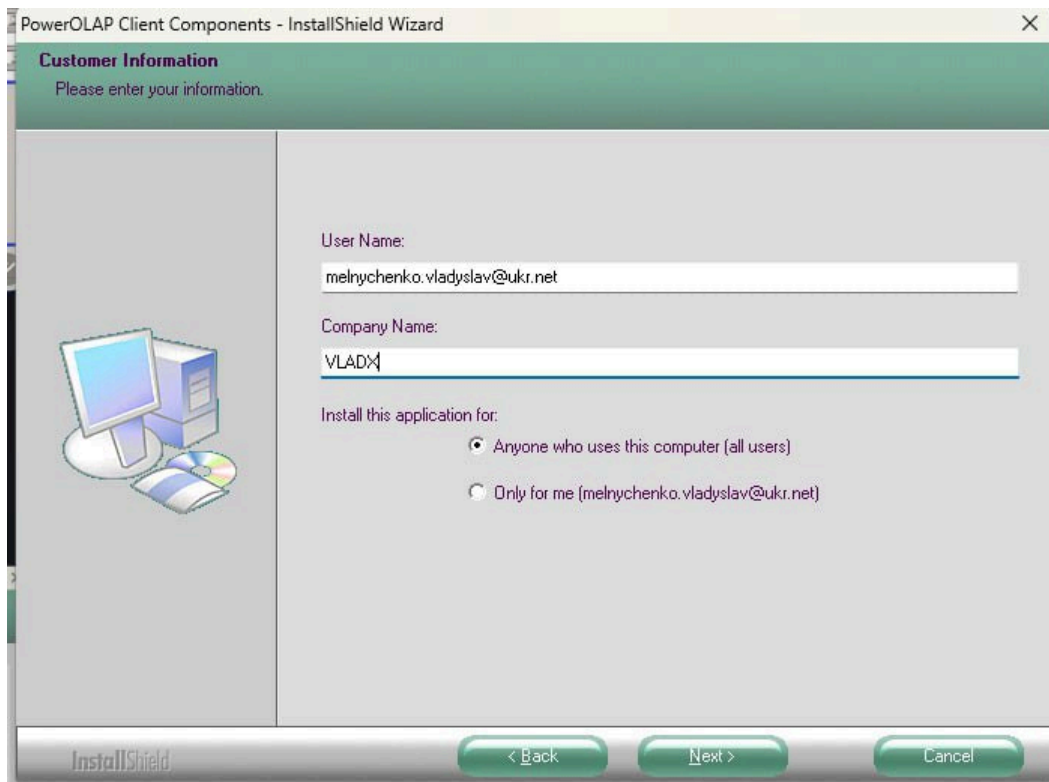 PowerOLAP Client Components - InstallShield Wizard
Customer Information
Please enter your information.
User Name:
melnychenko.vladyslav@ukr.net
Company Name:
VLADX
Install this application for:
Anyone who uses this computer (all users)
Only for me (melnychenko.vladyslav@ukr.net)
InstallShield
< Back
Next >
Cancel